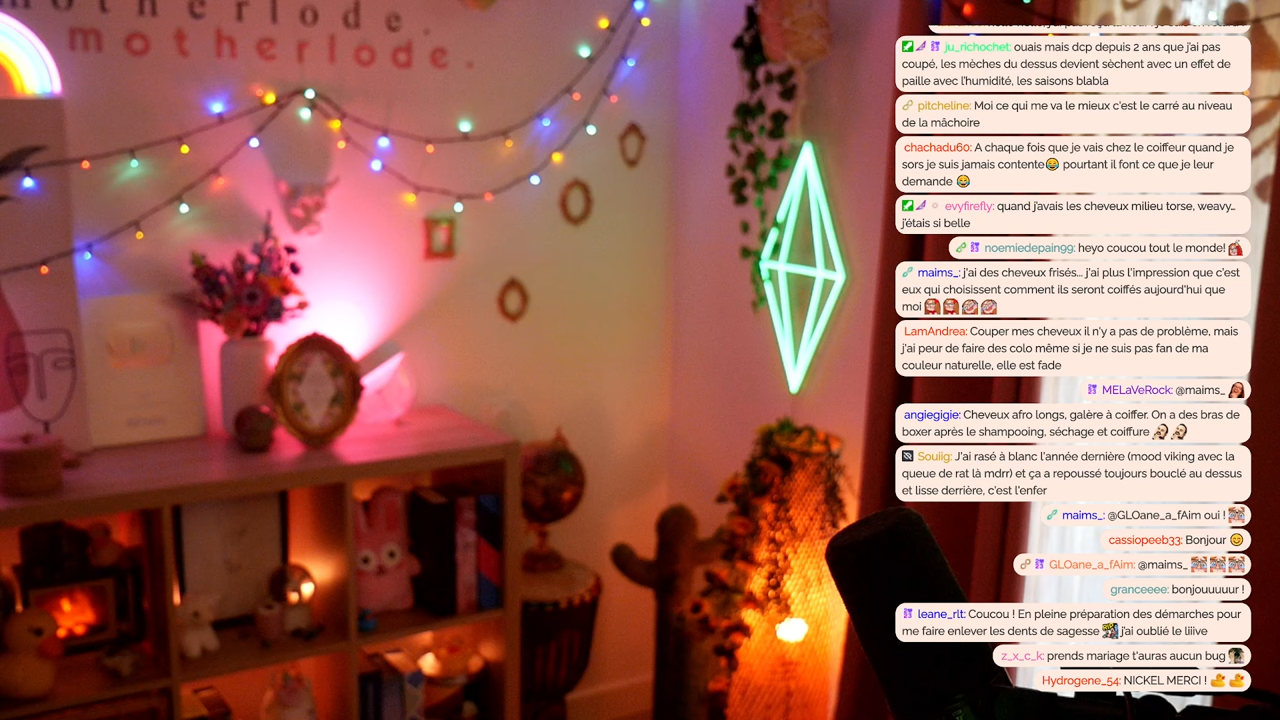 motherlode.
motherlode.
ju_richochet: ouais mais dcp depuis 2 ans que j'ai pas
coupé, les mèches du dessus devient sèchent avec un effet de
paille avec l'humidité, les saisons blabla
pitcheline: Moi ce qui me va le mieux c'est le carré au niveau
de la mâchoire
chachadu60: A chaque fois que je vais chez le coiffeur quand je
sors je suis jamais contente😂 pourtant il font ce que je leur
demande 😂
evyfirefly: quand j'avais les cheveux milieu torse, weavy...
j'étais si belle
noemiedepain99: heyo coucou tout le monde!
maims_: j'ai des cheveux frisés... j'ai plus l'impression que c'est
eux qui choisissent comment ils seront coiffés aujourd'hui que
moi
LamAndrea: Couper mes cheveux il n'y a pas de problème, mais
j'ai peur de faire des colo même si je ne suis pas fan de ma
couleur naturelle, elle est fade
MELaVeRock: @maims_
angiegigie: Cheveux afro longs, galère à coiffer. On a des bras de
boxer après le shampooing, séchage et coiffure
Souiig: J'ai rasé à blanc l'année dernière (mood viking avec la
queue de rat là mdrr) et ça a repoussé toujours bouclé au dessus
et lisse derrière, c'est l'enfer
maims_: @GLOane_a_fAim oui !
cassiopeeb33: Bonjour 😊
GLOane_a_fAim: @maims_
granceeee: bonjouuuuur !
leane_rlt: Coucou ! En pleine préparation des démarches pour
me faire enlever les dents de sagesse j'ai oublié le liiive
z_x_c_k: prends mariage t'auras aucun bug
Hydrogene_54: NICKEL MERCI ! 🦆 🦆